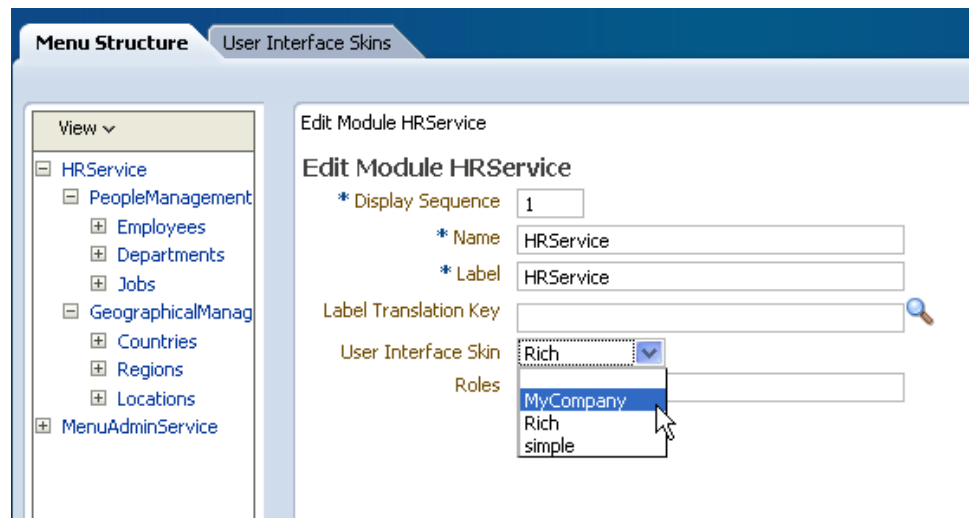 Menu Structure User Interface Skins
View
HRService
PeopleManagement
Employees
Departments
Jobs
GeographicalManag
Countries
Regions
Locations
MenuAdminService
Edit Module HRService
Edit Module HRService
* Display Sequence 1
* Name HRService
* Label HRService
Label Translation Key
User Interface Skin Rich
Roles
MyCompany
Rich
simple